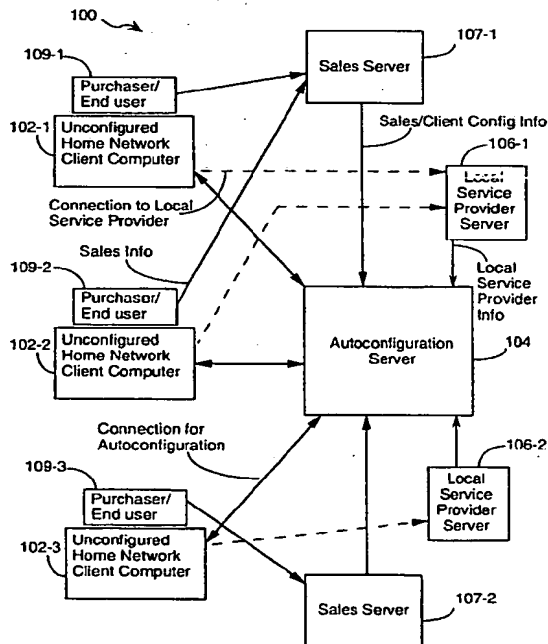 100
107-1
109-1
Purchaser/
End user
Sales Server
102-1
Unconfigured
Home Network
Client Computer
Sales/Client Config Info
106-1
Local
Service
Provider
Server
Connection to Local
Service Provider
Sales Info
109-2
Purchaser/
End user
Local
Service
Provider
Info
102-2
Unconfigured
Home Network
Client Computer
Autoconfiguration
Server
104
Connection for
Autoconfiguration
106-2
109-3
Purchaser/
End user
Local
Service
Provider
Server
Unconfigured
Home Network
Client Computer
102-3
107-2
Sales Server